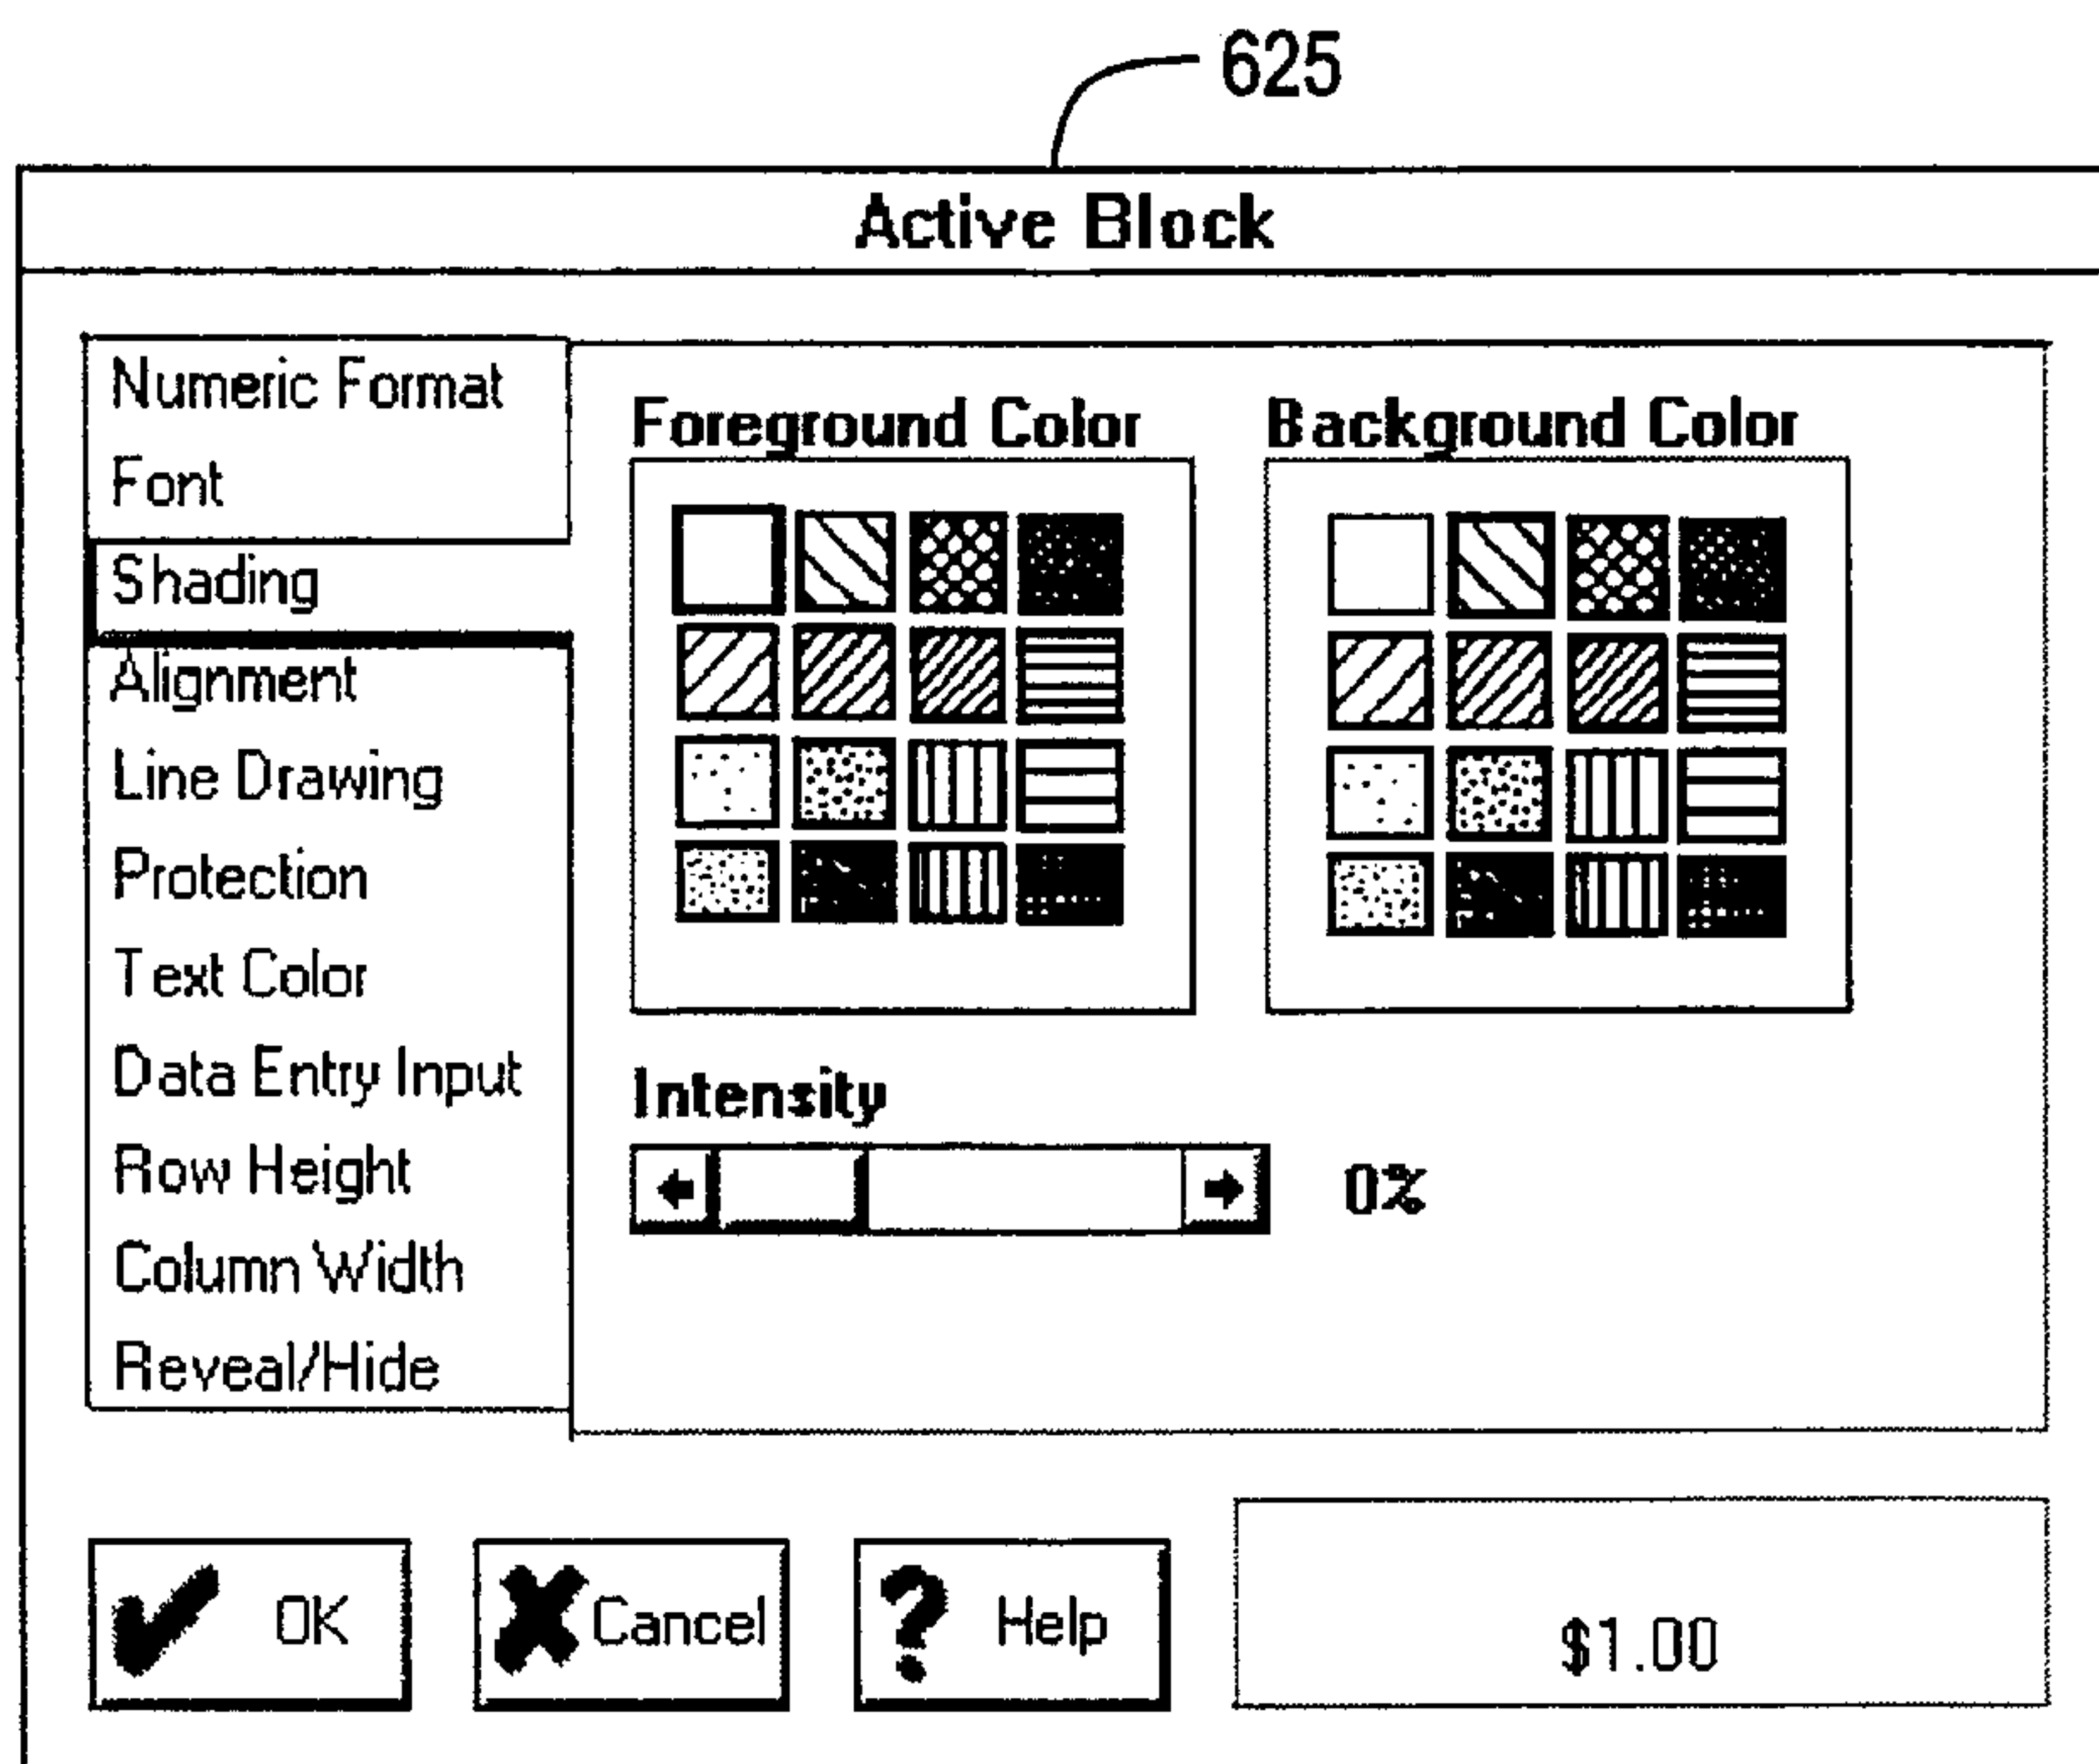 625
Active Block
Numeric Format
Font
Shading
Alignment
Line Drawing
Protection
Text Color
Data Entry Input
Row Height
Column Width
Reveal/Hide
Foreground Color
Background Color
Intensity
0%
OK
Cancel
Help
$1.00